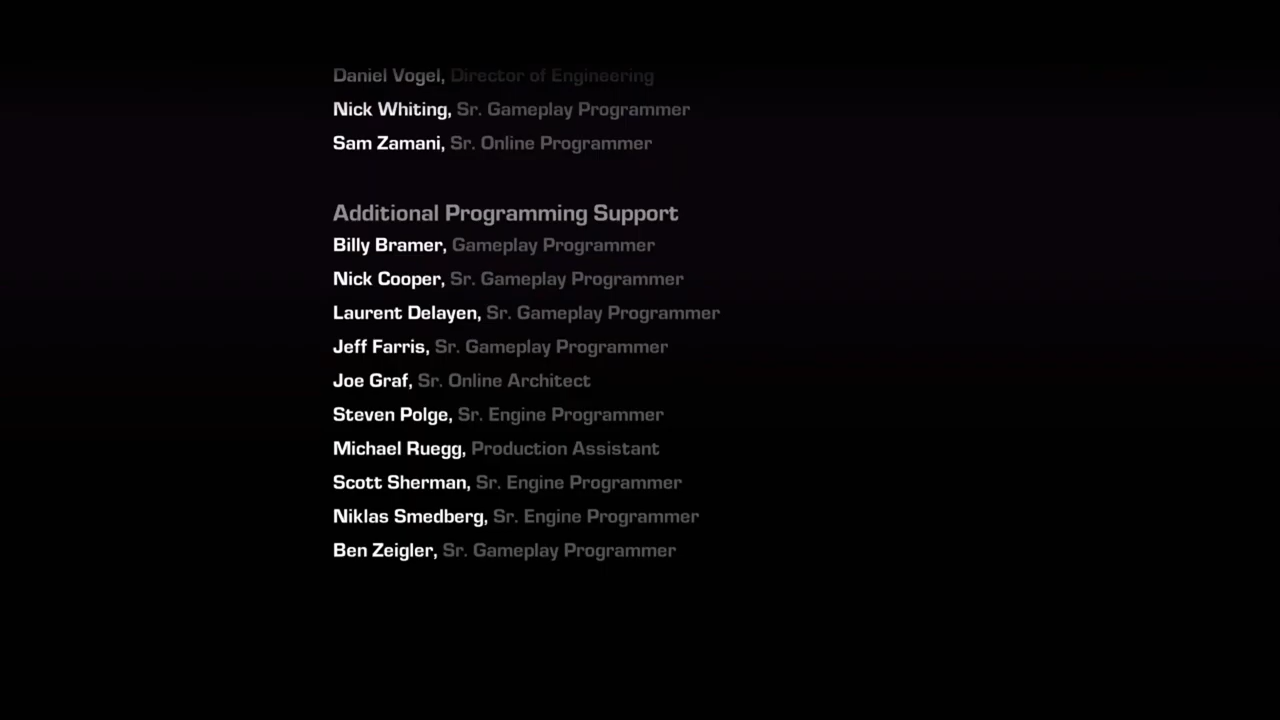 Daniel Vogel, Director of Engineering
Nick Whiting, Sr. Gameplay Programmer
Sam Zamani, Sr. Online Programmer
Additional Programming Support
Billy Bramer, Gameplay Programmer
Nick Cooper, Sr. Gameplay Programmer
Laurent Delayen, Sr. Gameplay Programmer
Jeff Farris, Sr. Gameplay Programmer
Joe Graf, Sr. Online Architect
Steven Polge, Sr. Engine Programmer
Michael Ruegg, Production Assistant
Scott Sherman, Sr. Engine Programmer
Niklas Smedberg, Sr. Engine Programmer
Ben Zeigler, Sr. Gameplay Programmer